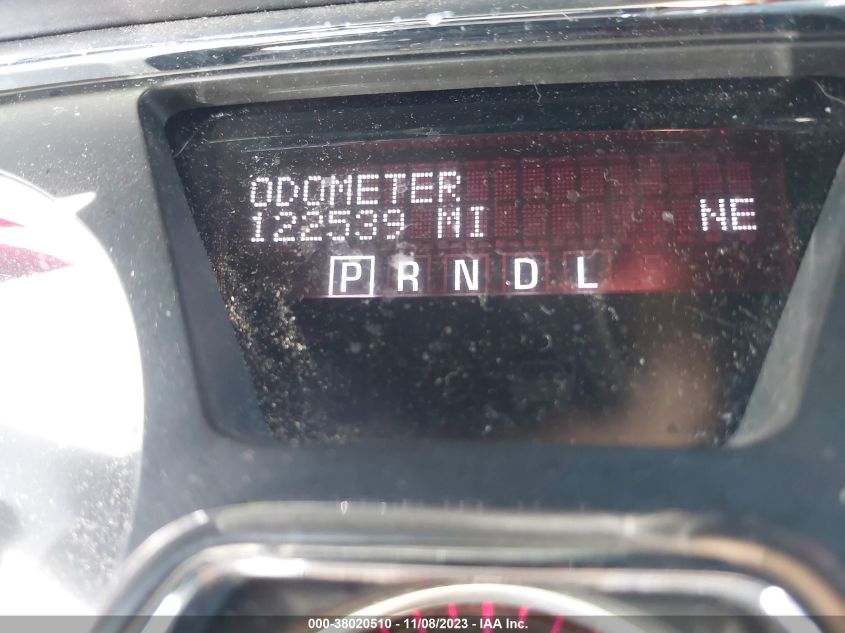 ODOMETER
122539 MI NE
P R N D L
000-38020510 - 11/08/2023 - IAA Inc.